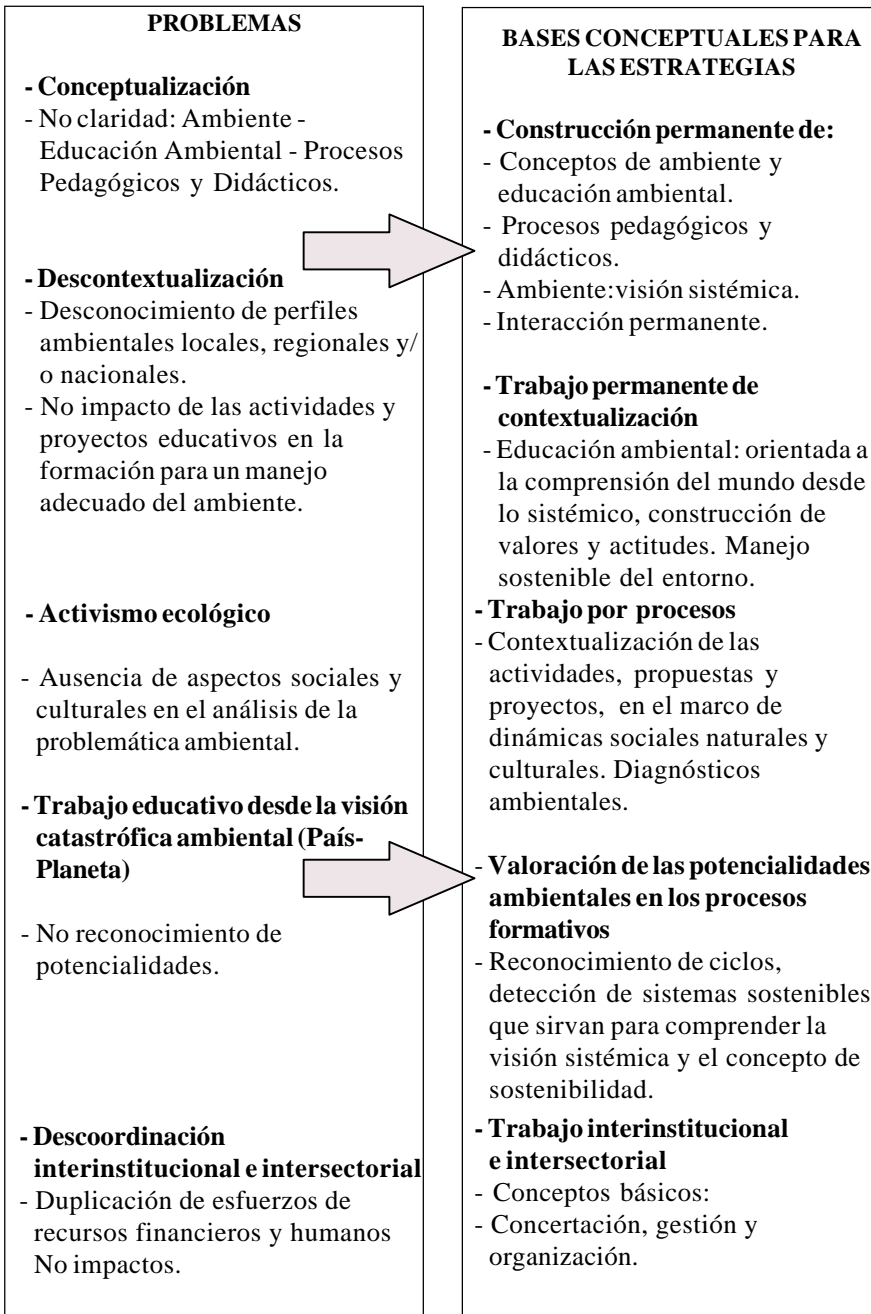 PROBLEMAS
- Conceptualización
- No claridad: Ambiente -
Educación Ambiental - Procesos
Pedagógicos y Didácticos.
- Descontextualización
- Desconocimiento de perfiles
ambientales locales, regionales y/
o nacionales.
- No impacto de las actividades y
proyectos educativos en la
formación para un manejo
adecuado del ambiente.
- Activismo ecológico
- Ausencia de aspectos sociales y
culturales en el análisis de la
problemática ambiental.
- Trabajo educativo desde la visión
catastrófica ambiental (País-
Planeta)
- No reconocimiento de
potencialidades.
- Descoordinación
interinstitucional e intersectorial
- Duplicación de esfuerzos de
recursos financieros y humanos
No impactos.
BASES CONCEPTUALES PARA
LAS ESTRATEGIAS
- Construcción permanente de:
- Conceptos de ambiente y
educación ambiental.
- Procesos pedagógicos y
didácticos.
- Ambiente:visión sistémica.
- Interacción permanente.
- Trabajo permanente de
contextualización
- Educación ambiental: orientada a
la comprensión del mundo desde
lo sistémico, construcción de
valores y actitudes. Manejo
sostenible del entorno.
- Trabajo por procesos
- Contextualización de las
actividades, propuestas y
proyectos, en el marco de
dinámicas sociales naturales y
culturales. Diagnósticos
ambientales.
- Valoración de las potencialidades
ambientales en los procesos
formativos
- Reconocimiento de ciclos,
detección de sistemas sostenibles
que sirvan para comprender la
visión sistémica y el concepto de
sostenibilidad.
- Trabajo interinstitucional
e intersectorial
- Conceptos básicos:
- Concertación, gestión y
organización.